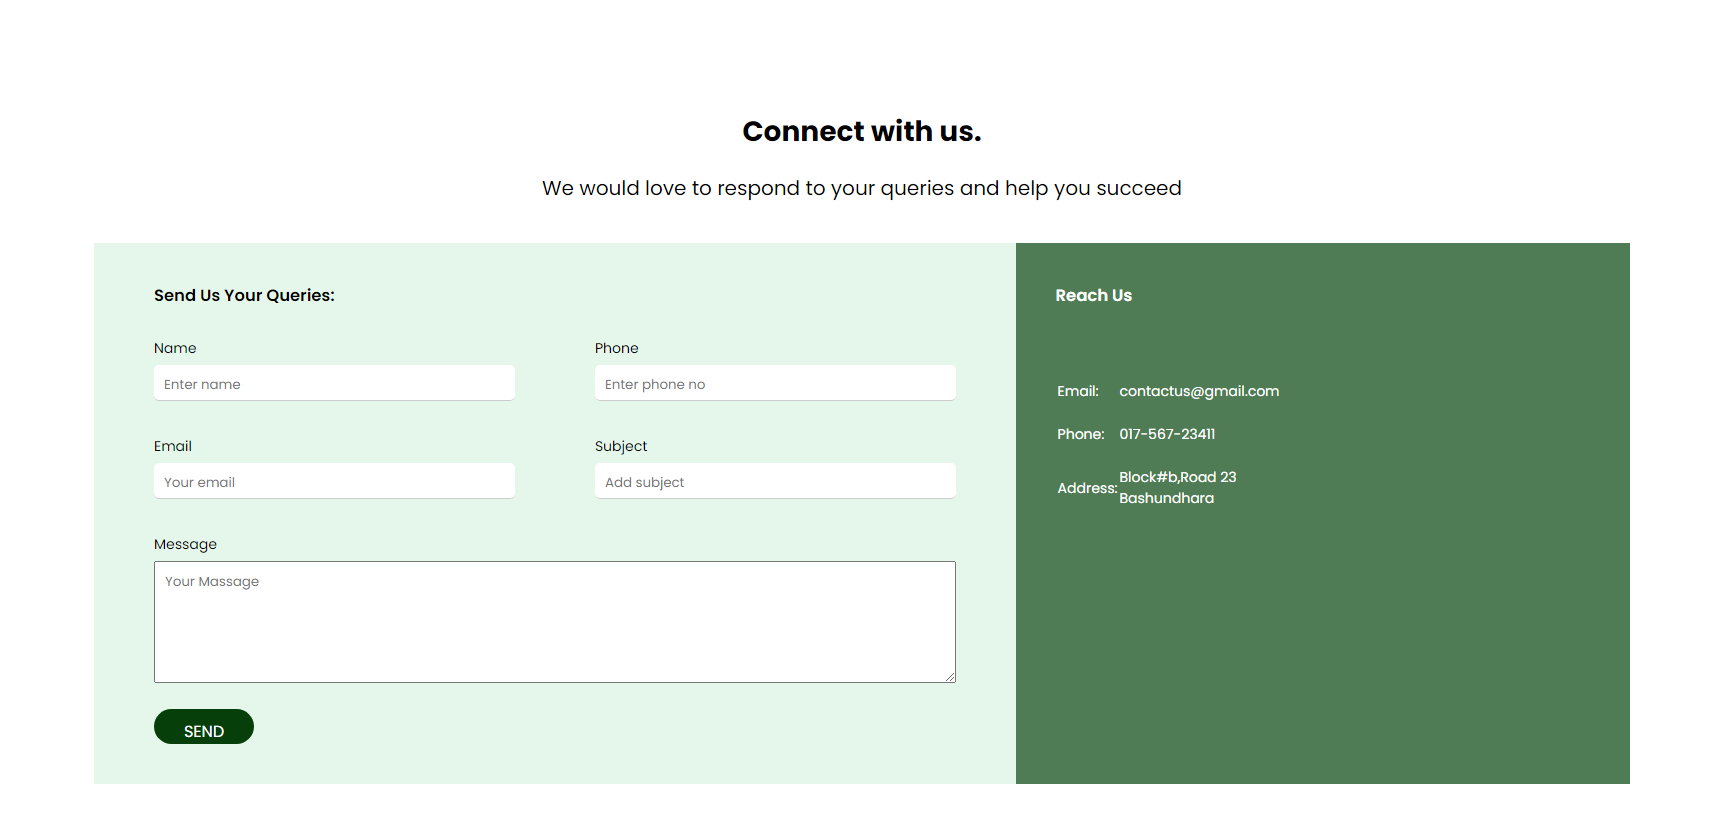 Connect with us.
We would love to respond to your queries and help you succeed
Send Us Your Queries:
Name
Phone
Enter name
Enter phone no
Email
Subject
Your email
Add subject
Message
Your Massage
SEND
Reach Us
Email: contactus@gmail.com
Phone: 017-567-23411
Address: Block#b,Road 23
Bashundhara